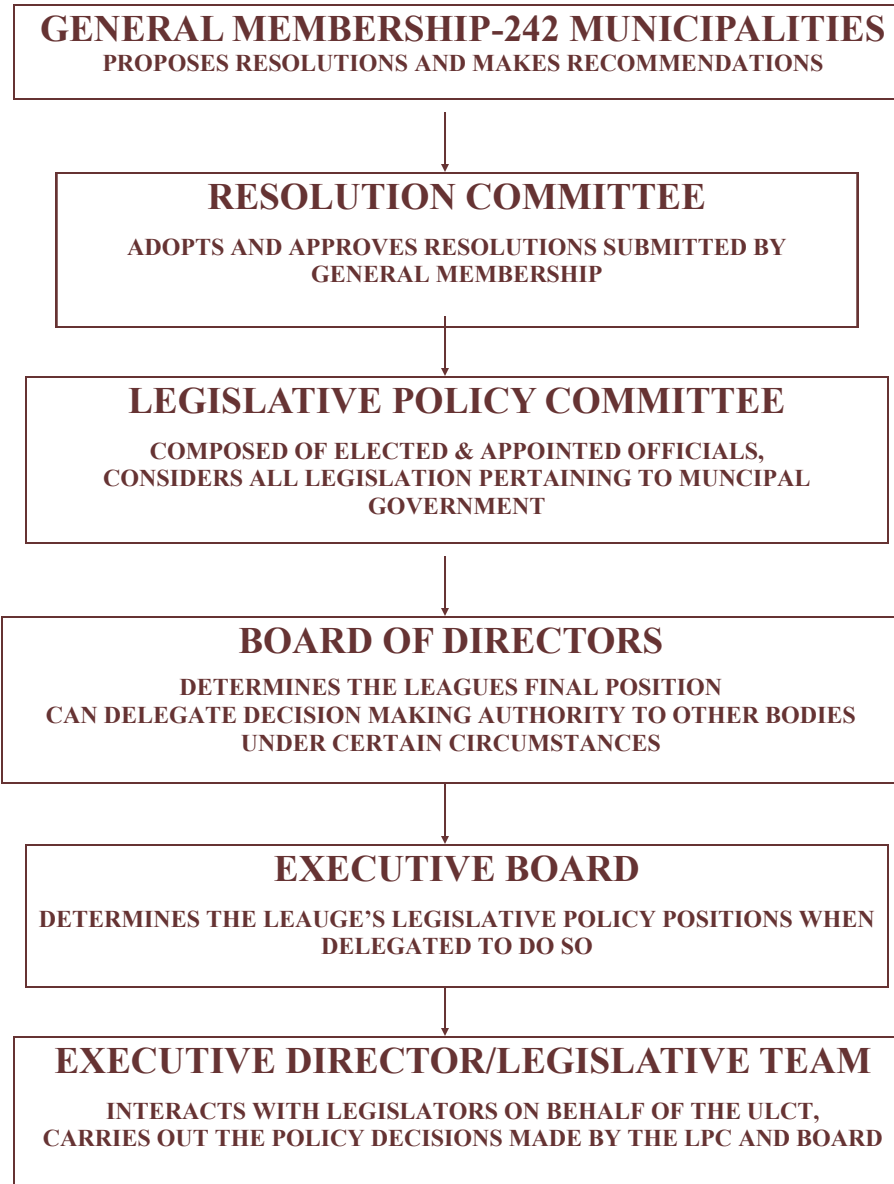 GENERAL MEMBERSHIP-242 MUNICIPALITIES
PROPOSES RESOLUTIONS AND MAKES RECOMMENDATIONS
RESOLUTION COMMITTEE
ADOPTS AND APPROVES RESOLUTIONS SUBMITTED BY
GENERAL MEMBERSHIP
LEGISLATIVE POLICY COMMITTEE
COMPOSED OF ELECTED & APPOINTED OFFICIALS,
CONSIDERS ALL LEGISLATION PERTAINING TO MUNCIPAL
GOVERNMENT
BOARD OF DIRECTORS
DETERMINES THE LEAGUES FINAL POSITION
CAN DELEGATE DECISION MAKING AUTHORITY TO OTHER BODIES
UNDER CERTAIN CIRCUMSTANCES
EXECUTIVE BOARD
DETERMINES THE LEAUGE’S LEGISLATIVE POLICY POSITIONS WHEN
DELEGATED TO DO SO
EXECUTIVE DIRECTOR/LEGISLATIVE TEAM
INTERACTS WITH LEGISLATORS ON BEHALF OF THE ULCT,
CARRIES OUT THE POLICY DECISIONS MADE BY THE LPC AND BOARD